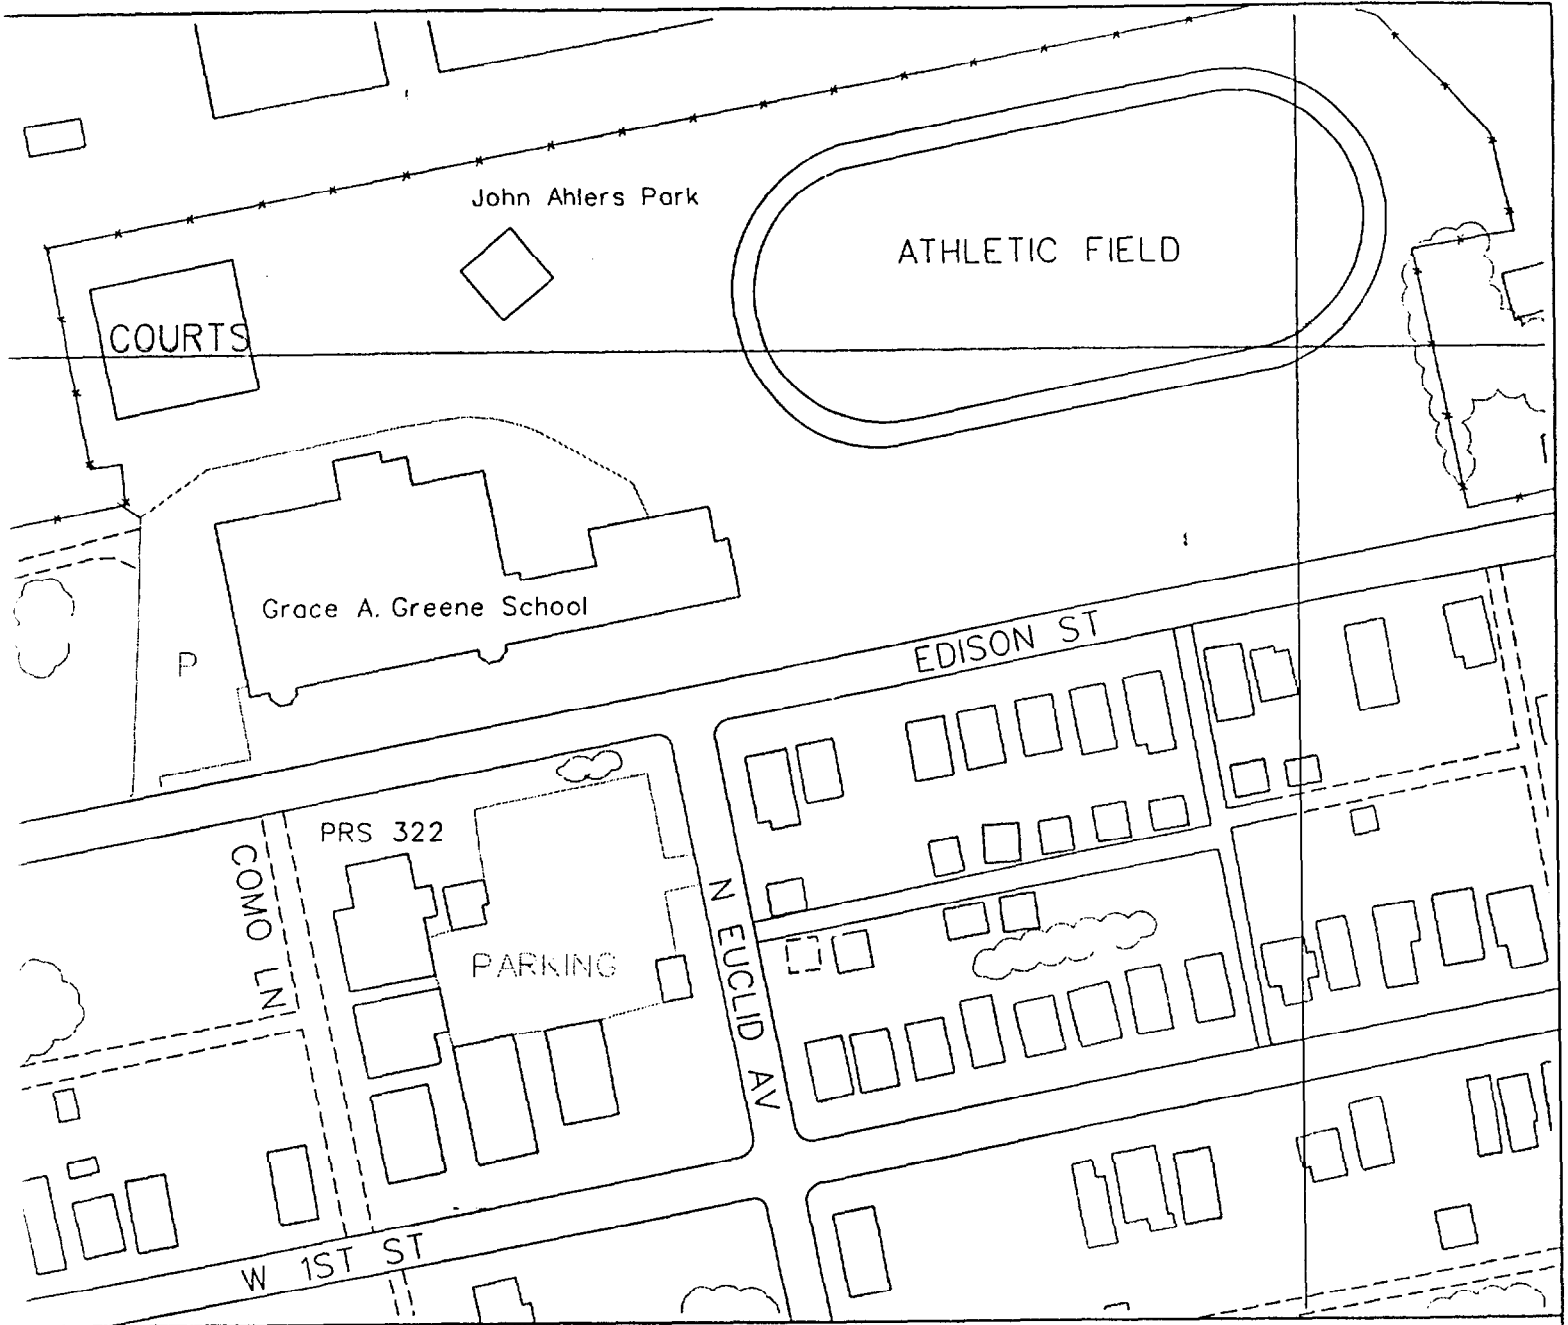 John Ahlers Park
ATHLETIC FIELD
COURTS
Grace A. Greene School
P
EDISON ST
PRS 322
COMO LN
N EUCLID AV
PARKING
W 1ST ST